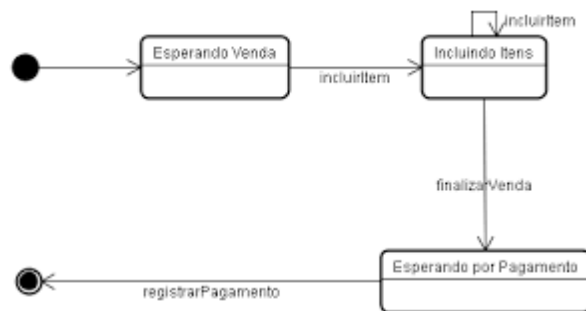 incluirItem
Esperando Venda
Incluindo Itens
incluirItem
finalizarVenda
Esperando por Pagamento
registrarPagamento